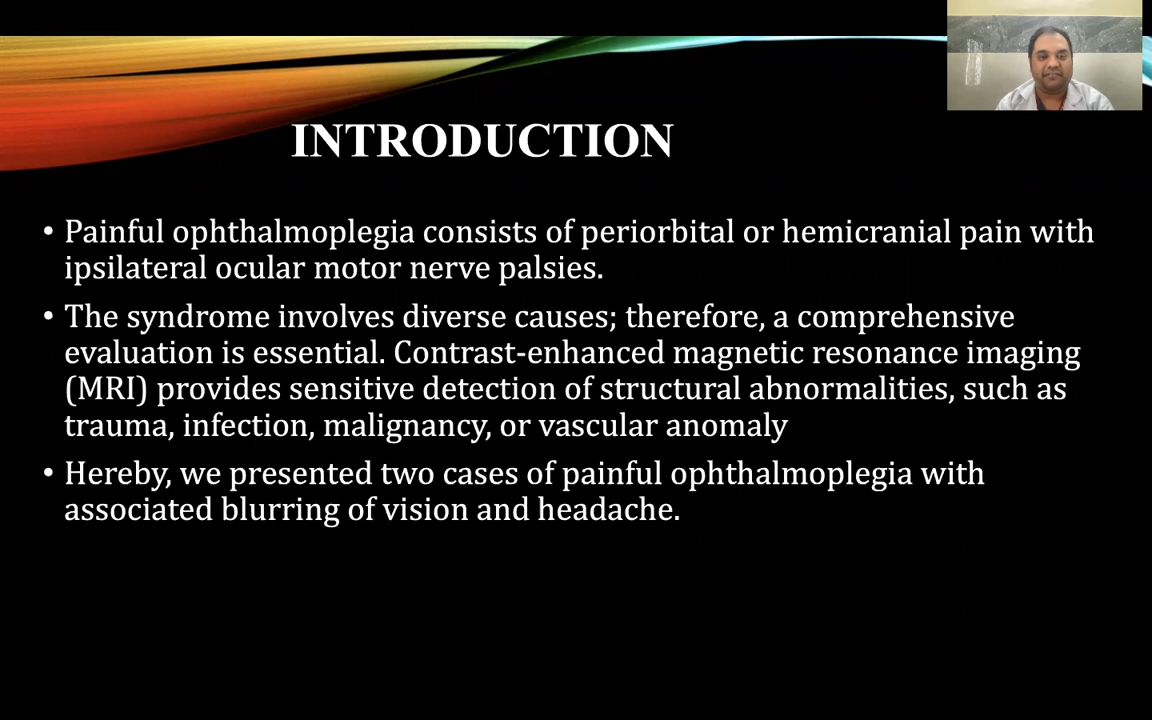 INTRODUCTION
• Painful ophthalmoplegia consists of periorbital or hemicranial pain with
ipsilateral ocular motor nerve palsies.
• The syndrome involves diverse causes; therefore, a comprehensive
evaluation is essential. Contrast-enhanced magnetic resonance imaging
(MRI) provides sensitive detection of structural abnormalities, such as
trauma, infection, malignancy, or vascular anomaly
• Hereby, we presented two cases of painful ophthalmoplegia with
associated blurring of vision and headache.